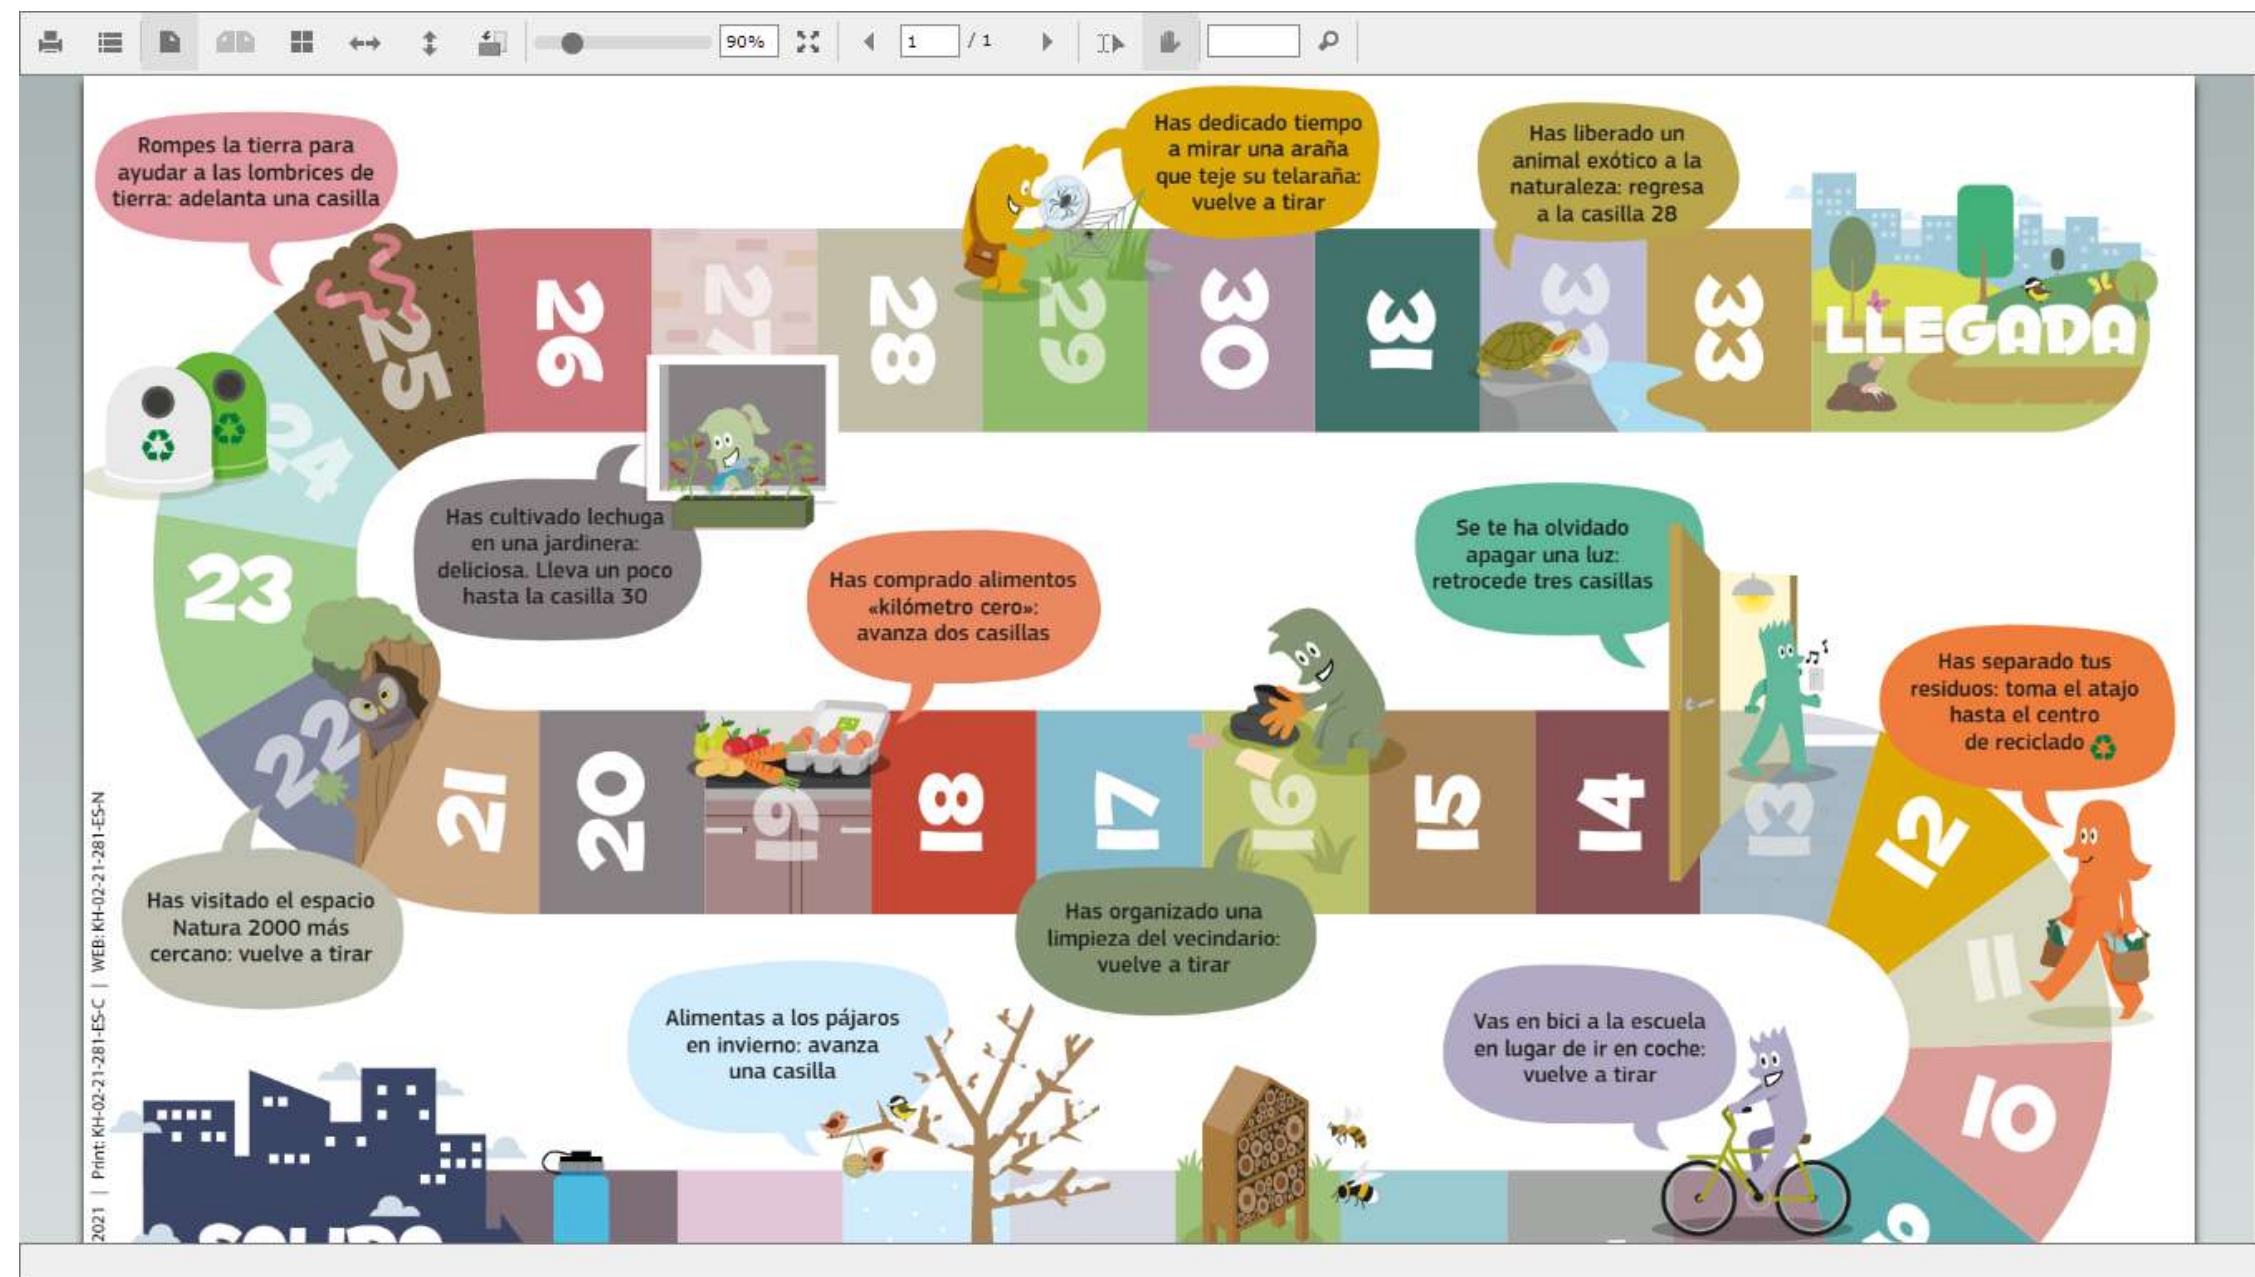 90%
1
/ 1
Rompes la tierra para
ayudar a las lombrices de
tierra: adelanta una casilla
Has dedicado tiempo
a mirar una araña
que teje su telaraña:
vuelve a tirar
Has liberado un
animal exótico a la
naturaleza: regresa
a la casilla 28
25
26
27
28
29
30
31
32
33
LLEGADA
24
23
Has cultivado lechuga
en una jardinera:
deliciosa. Lleva un poco
hasta la casilla 30
Has comprado alimentos
«kilómetro cero»:
avanza dos casillas
Se te ha olvidado
apagar una luz:
retrocede tres casillas
Has separado tus
residuos: toma el atajo
hasta el centro
de reciclado
22
21
20
19
18
17
16
15
14
13
12
11
10
9
Has visitado el espacio
Natura 2000 más
cercano: vuelve a tirar
Has organizado una
limpieza del vecindario:
vuelve a tirar
Alimentas a los pájaros
en invierno: avanza
una casilla
Vas en bici a la escuela
en lugar de ir en coche:
vuelve a tirar
2021 | Print: KH-02-21-281-ES-C | WEB: KH-02-21-281-ES-N